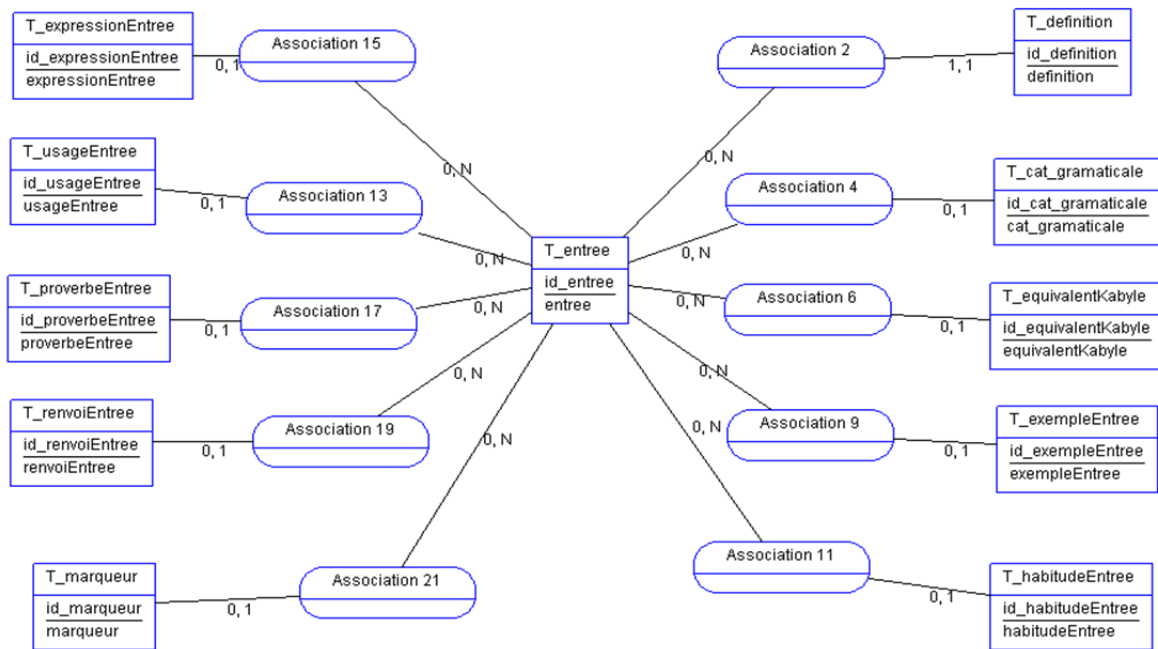 T_expressionEntree
id_expressionEntree
expressionEntree
0, 1
Association 15
0, N
T_usageEntree
id_usageEntree
usageEntree
0, 1
Association 13
0, N
T_proverbeEntree
id_proverbeEntree
proverbeEntree
0, 1
Association 17
0, N
T_renvoiEntree
id_renvoiEntree
renvoiEntree
0, 1
Association 19
0, N
T_marqueur
id_marqueur
marqueur
0, 1
Association 21
0, N
T_entree
id_entree
entree
Association 2
0, N
1, 1
T_definition
id_definition
definition
Association 4
0, N
0, 1
T_cat_gramaticale
id_cat_gramaticale
cat_gramaticale
Association 6
0, N
0, 1
T_equivalentKabyle
id_equivalentKabyle
equivalentKabyle
Association 9
0, N
0, 1
T_exempleEntree
id_exempleEntree
exempleEntree
Association 11
0, N
0, 1
T_habitudeEntree
id_habitudeEntree
habitudeEntree